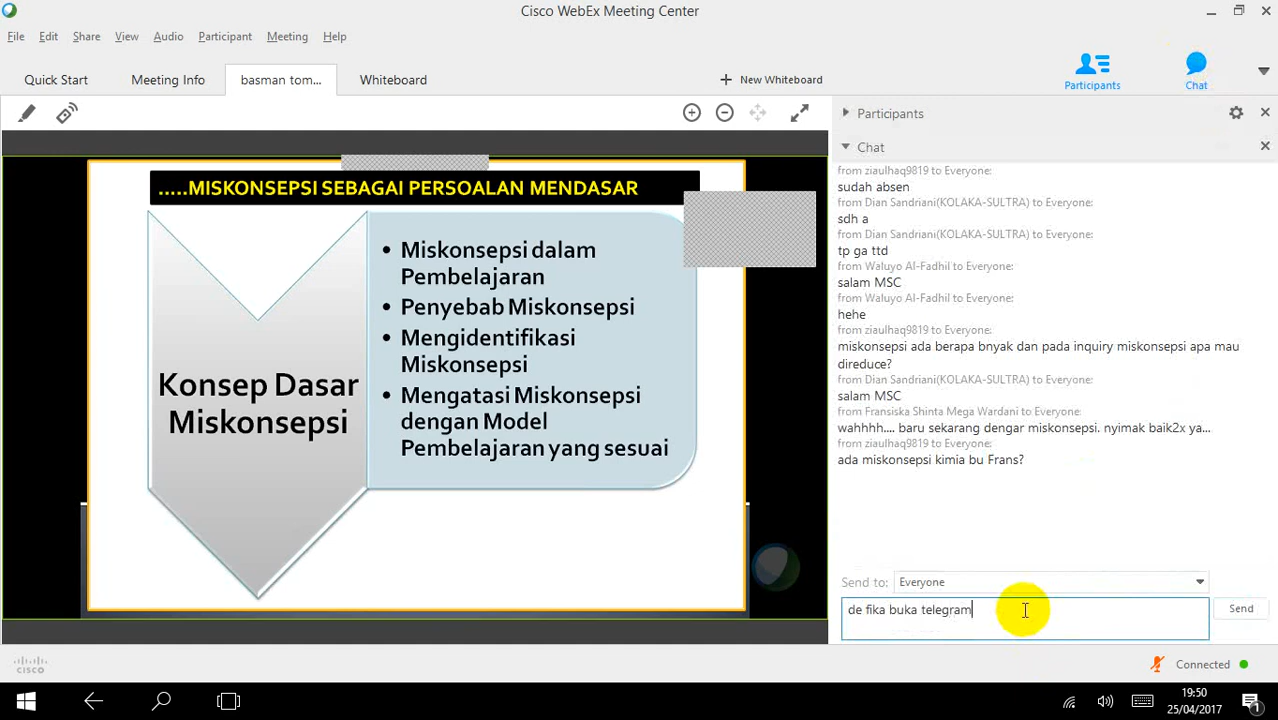 Cisco WebEx Meeting Center
File Edit Share View Audio Participant Meeting Help
Quick Start Meeting Info basman tom... Whiteboard + New Whiteboard
Participants Chat
Participants
Chat
.....MISKONSEPSI SEBAGAI PERSOALAN MENDASAR
Konsep Dasar
Miskonsepsi
• Miskonsepsi dalam
Pembelajaran
• Penyebab Miskonsepsi
• Mengidentifikasi
Miskonsepsi
• Mengatasi Miskonsepsi
dengan Model
Pembelajaran yang sesuai
from ziaulhaq9819 to Everyone:
sudah absen
from Dian Sandriani(KOLAKA-SULTRA) to Everyone:
sdh a
from Dian Sandriani(KOLAKA-SULTRA) to Everyone:
tp ga ttd
from Waluyo Al-Fadhil to Everyone:
salam MSC
from Waluyo Al-Fadhil to Everyone:
hehe
from ziaulhaq9819 to Everyone:
miskonsepsi ada berapa bnyak dan pada inquiry miskonsepsi apa mau
direduce?
from Dian Sandriani(KOLAKA-SULTRA) to Everyone:
salam MSC
from Fransiska Shinta Mega Wardani to Everyone:
wahhhh.... baru sekarang dengar miskonsepsi. nyimak baik2x ya...
from ziaulhaq9819 to Everyone:
ada miskonsepsi kimia bu Frans?
Send to: Everyone
de fika buka telegram
Send
cisco
Connected
19:50
25/04/2017
1